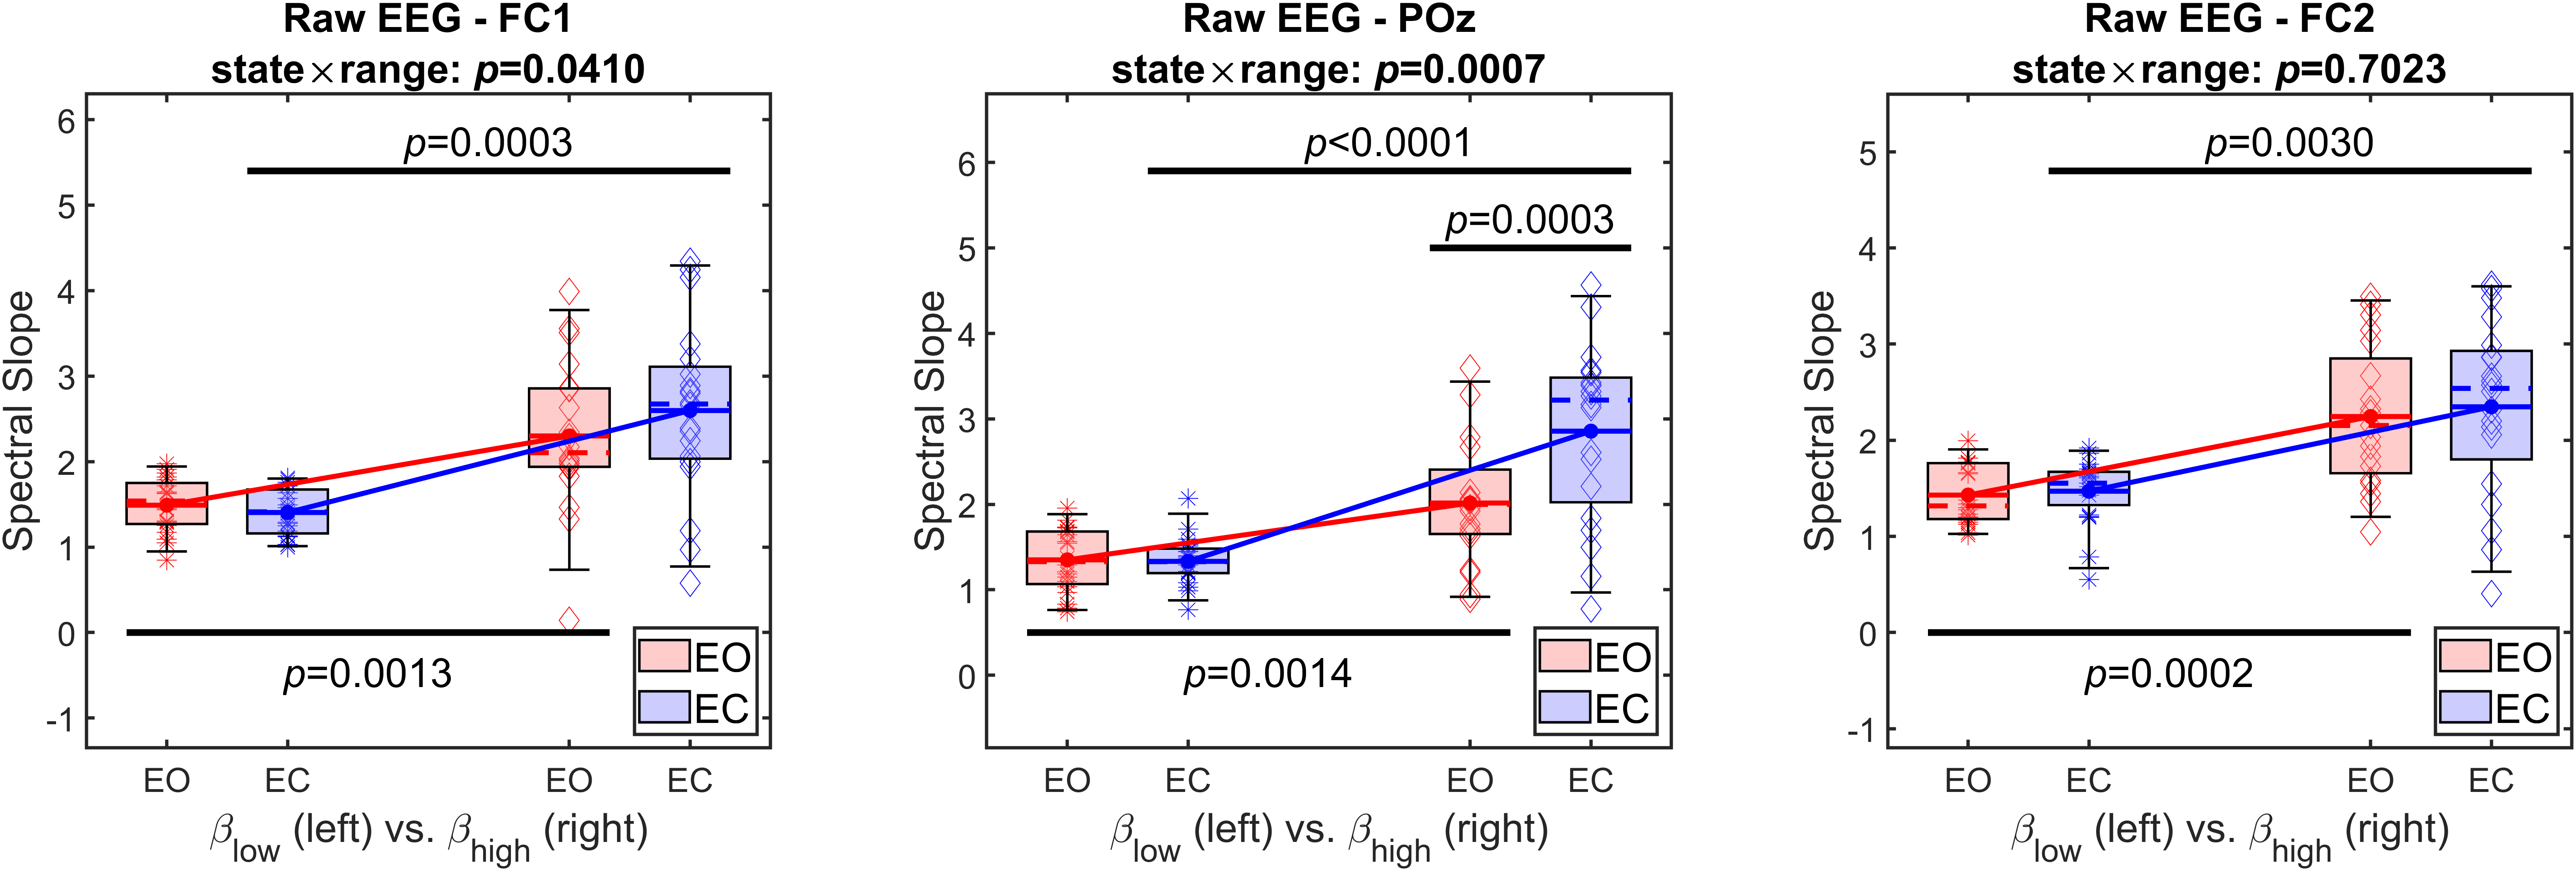 Raw EEG - FC1
state×range: p=0.0410
6
5
4
3
2
1
0
-1
Spectral Slope
p=0.0003
p=0.0013
EO
EC
EO EC EO EC
βlow (left) vs. βhigh (right)
Raw EEG - POz
state×range: p=0.0007
6
5
4
3
2
1
0
Spectral Slope
p<0.0001
p=0.0003
p=0.0014
EO
EC
EO EC EO EC
βlow (left) vs. βhigh (right)
Raw EEG - FC2
state×range: p=0.7023
5
4
3
2
1
0
-1
Spectral Slope
p=0.0030
p=0.0002
EO
EC
EO EC EO EC
βlow (left) vs. βhigh (right)